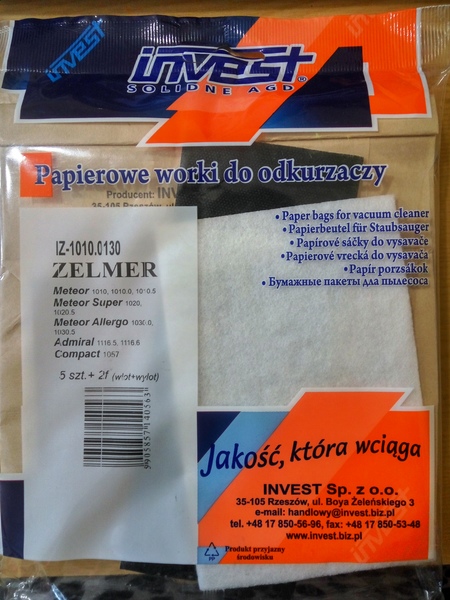 invest
invest
SOLIDNE AGD®
Papierowe worki do odkurzaczy
Producent: INV
35-105 Rzeszów, ul.
• Paper bags for vacuum cleaner
• Papierbeutel für Staubsauger
• Papírové sáčky do vysavače
• Papierové vrecká do vysavača
• Papír porzsákok
• Бумажные пакеты для пылесоса
IZ-1010.0130
ZELMER
Meteor 1010, 1010.0, 1010.5
Meteor Super 1020,
1020.5
Meteor Allergo 1030.0,
1030.5
Admiral 1116.5, 1116.6
Compact 1057
5 szt.+ 2f (wlot+wylot)
5905857140563
Jakość, która wciąga
INVEST Sp. z o.o.
35-105 Rzeszów, ul. Boya Żeleńskiego 3
e-mail: handlowy@invest.biz.pl
tel. +48 17 850-56-96, fax: +48 17 850-53-48
www.invest.biz.pl
PP
Produkt przyjazny
środowisku
invest